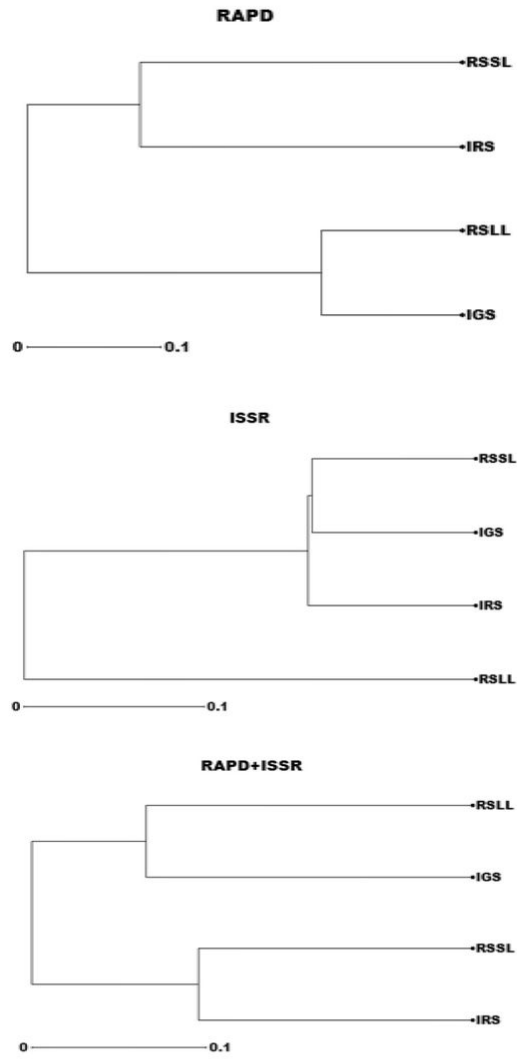 RAPD
RSSL
IRS
RSLL
IGS
0 0.1
ISSR
RSSL
IGS
IRS
RSLL
0 0.1
RAPD+ISSR
RSLL
IGS
RSSL
IRS
0 0.1